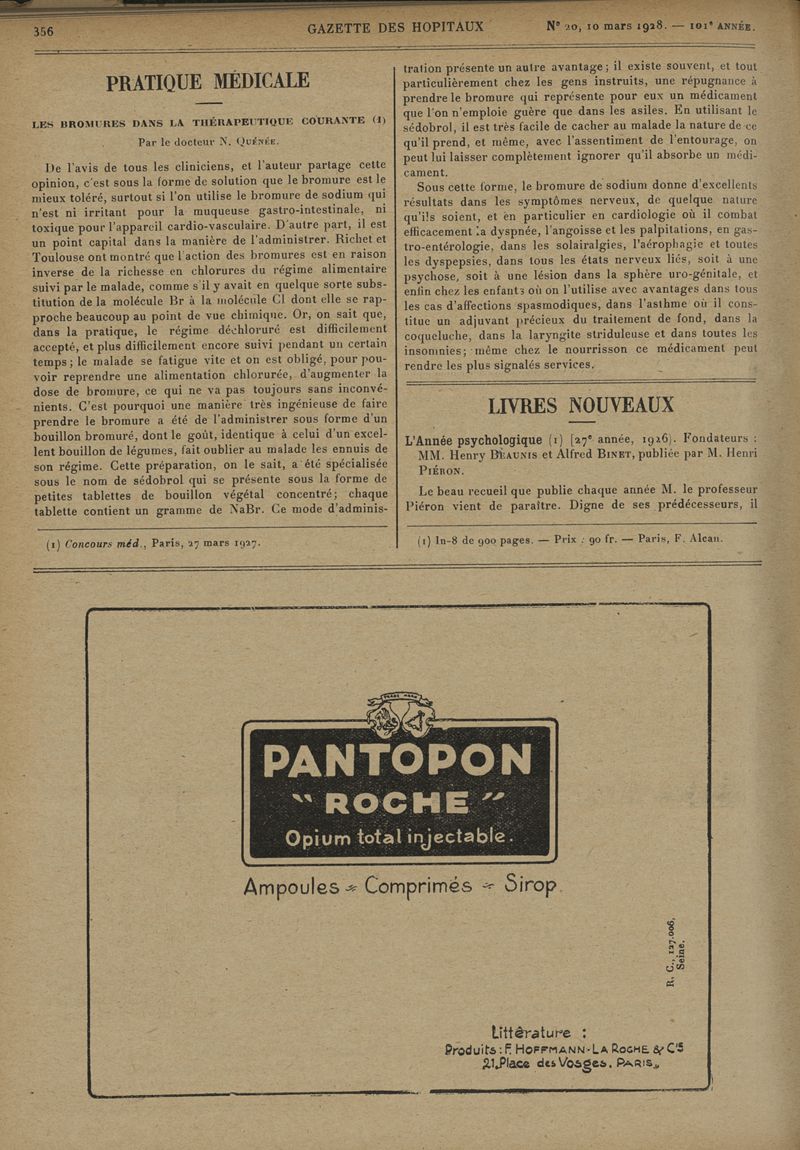 356
GAZETTE DES HOPITAUX
N° 20, 10 mars 1928. — 101e ANNÉE.
PRATIQUE MÉDICALE
LES BROMURES DANS LA THÉRAPEUTIQUE COURANTE (1)
Par le docteur N. QUÉNÉE.
De l'avis de tous les cliniciens, et l'auteur partage cette
opinion, c'est sous la forme de solution que le bromure est le
mieux toléré, surtout si l'on utilise le bromure de sodium qui
n'est ni irritant pour la muqueuse gastro-intestinale, ni
toxique pour l'appareil cardio-vasculaire. D'autre part, il est
un point capital dans la manière de l'administrer. Richet et
Toulouse ont montré que l'action des bromures est en raison
inverse de la richesse en chlorures du régime alimentaire
suivi par le malade, comme s'il y avait en quelque sorte subs-
titution de la molécule Br à la molécule Cl dont elle se rap-
proche beaucoup au point de vue chimique. Or, on sait que,
dans la pratique, le régime déchloruré est difficilement
accepté, et plus difficilement encore suivi pendant un certain
temps; le malade se fatigue vite et on est obligé, pour pou-
voir reprendre une alimentation chlorurée, d'augmenter la
dose de bromure, ce qui ne va pas toujours sans inconvé-
nients. C'est pourquoi une manière très ingénieuse de faire
prendre le bromure a été de l'administrer sous forme d'un
bouillon bromuré, dont le goût, identique à celui d'un excel-
lent bouillon de légumes, fait oublier au malade les ennuis de
son régime. Cette préparation, on le sait, a été spécialisée
sous le nom de sédobrol qui se présente sous la forme de
petites tablettes de bouillon végétal concentré; chaque
tablette contient un gramme de NaBr. Ce mode d'adminis-
(1) Concours méd., Paris, 27 mars 1927.
tration présente un autre avantage; il existe souvent, et tout
particulièrement chez les gens instruits, une répugnance à
prendre le bromure qui représente pour eux un médicament
que l'on n'emploie guère que dans les asiles. En utilisant le
sédobrol, il est très facile de cacher au malade la nature de ce
qu'il prend, et même, avec l'assentiment de l'entourage, on
peut lui laisser complètement ignorer qu'il absorbe un médi-
cament.
Sous cette forme, le bromure de sodium donne d'excellents
résultats dans les symptômes nerveux, de quelque nature
qu'ils soient, et en particulier en cardiologie où il combat
efficacement la dyspnée, l'angoisse et les palpitations, en gas-
tro-entérologie, dans les solairalgies, l'aérophagie et toutes
les dyspepsies, dans tous les états nerveux liés, soit à une
psychose, soit à une lésion dans la sphère uro-génitale, et
enfin chez les enfants où on l'utilise avec avantages dans tous
les cas d'affections spasmodiques, dans l'asthme où il cons-
titue un adjuvant précieux du traitement de fond, dans la
coqueluche, dans la laryngite striduleuse et dans toutes les
insomnies; même chez le nourrisson ce médicament peut
rendre les plus signalés services.
LIVRES NOUVEAUX
L'Année psychologique (1) [27e année, 1926). Fondateurs :
MM. Henry BEAUNIS et Alfred BINET, publiée par M. Henri
PIÉRON.
Le beau recueil que publie chaque année M. le professeur
Piéron vient de paraître. Digne de ses prédécesseurs, il
(1) In-8 de 900 pages. — Prix : 90 fr. — Paris, F. Alcan.
PANTOPON
"ROCHE"
Opium total injectable.
Ampoules - Comprimés - Sirop.
R. C., 127.006,
Seine.
Littérature :
Produits : F. HOFFMANN-LA ROCHE & Cie
21, Place des Vosges, PARIS